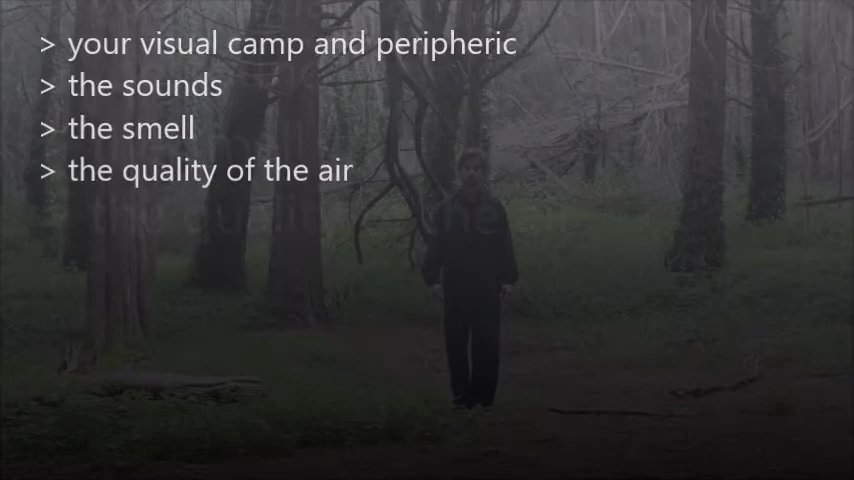 > your visual camp and peripheric
> the sounds
> the smell
> the quality of the air